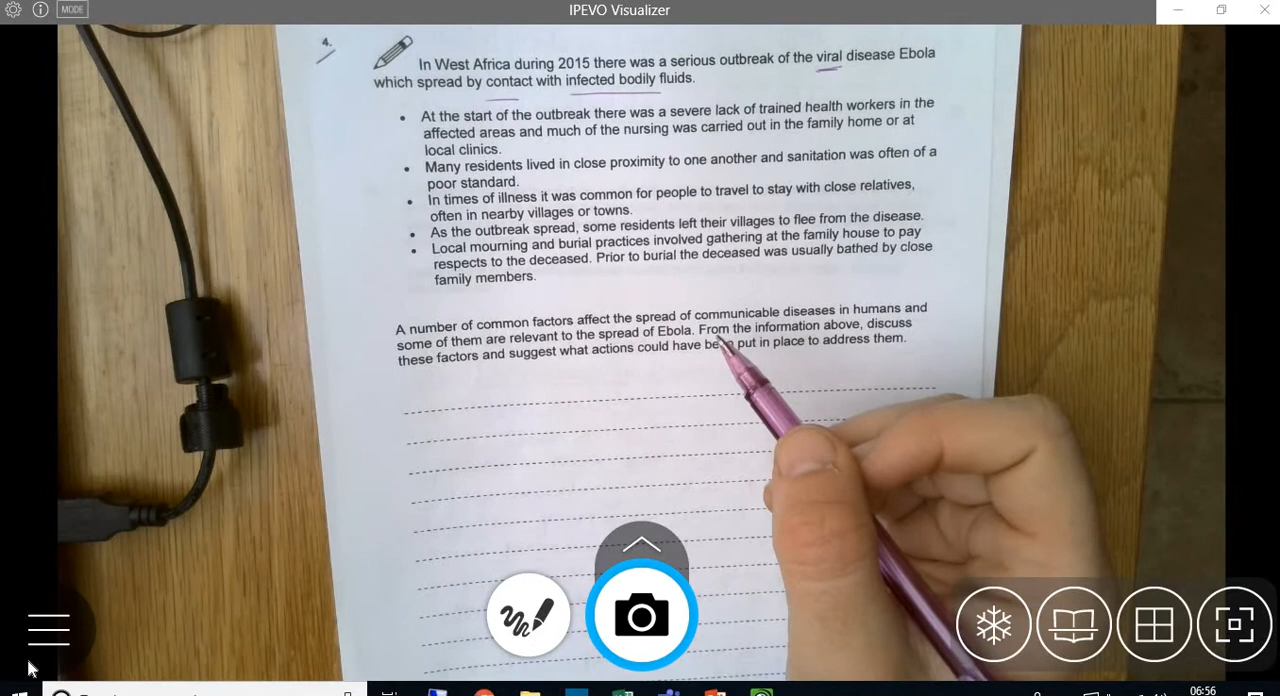 IPEVO Visualizer
MODE
4.
In West Africa during 2015 there was a serious outbreak of the viral disease Ebola
which spread by contact with infected bodily fluids.
• At the start of the outbreak there was a severe lack of trained health workers in the
affected areas and much of the nursing was carried out in the family home or at
local clinics.
• Many residents lived in close proximity to one another and sanitation was often of a
poor standard.
• In times of illness it was common for people to travel to stay with close relatives,
often in nearby villages or towns.
• As the outbreak spread, some residents left their villages to flee from the disease.
• Local mourning and burial practices involved gathering at the family house to pay
respects to the deceased. Prior to burial the deceased was usually bathed by close
family members.
A number of common factors affect the spread of communicable diseases in humans and
some of them are relevant to the spread of Ebola. From the information above, discuss
these factors and suggest what actions could have been put in place to address them.
06:56